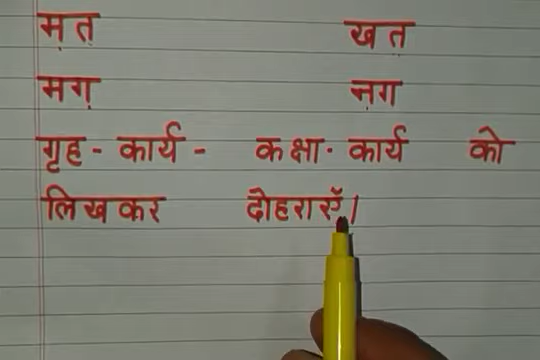 मत खत
मग नग
गृह - कार्य - कक्षा - कार्य को
लिखकर दोहराएँ।